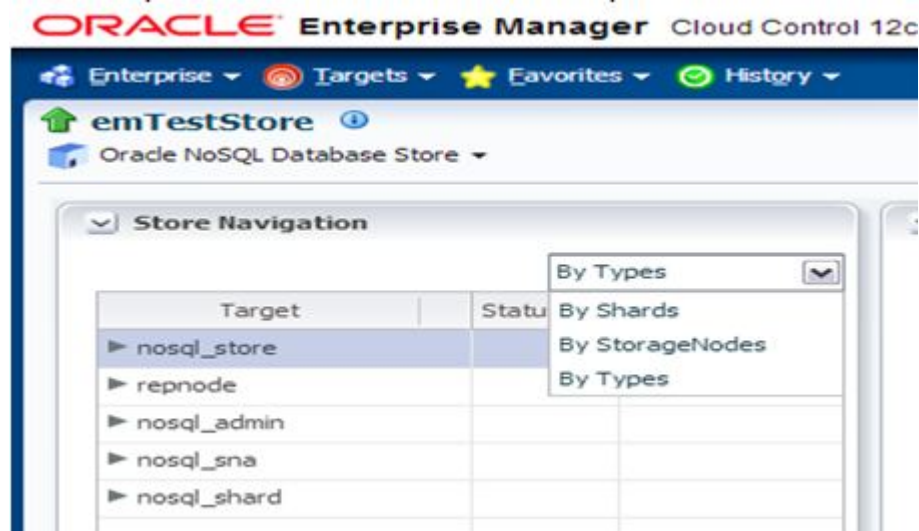 ORACLE Enterprise Manager Cloud Control 12c
Enterprise Targets Favorites History
emTestStore
Oracle NoSQL Database Store
Store Navigation
By Types
Target Statu By Shards
nosql_store By StorageNodes
repnode By Types
nosql_admin
nosql_sna
nosql_shard